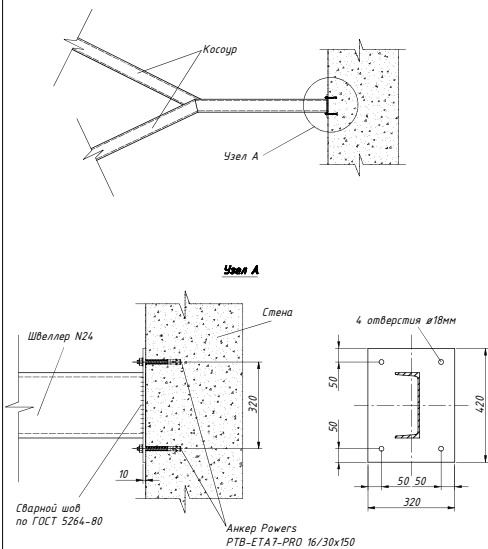 Косоур
Узел А
Узел А
Стена
4 отверстия ø18мм
Швеллер N24
320
50
50
420
10
50 50
320
Сварной шов
по ГОСТ 5264-80
Анкер Powers
PTB-ETA7-PRO 16/30x150